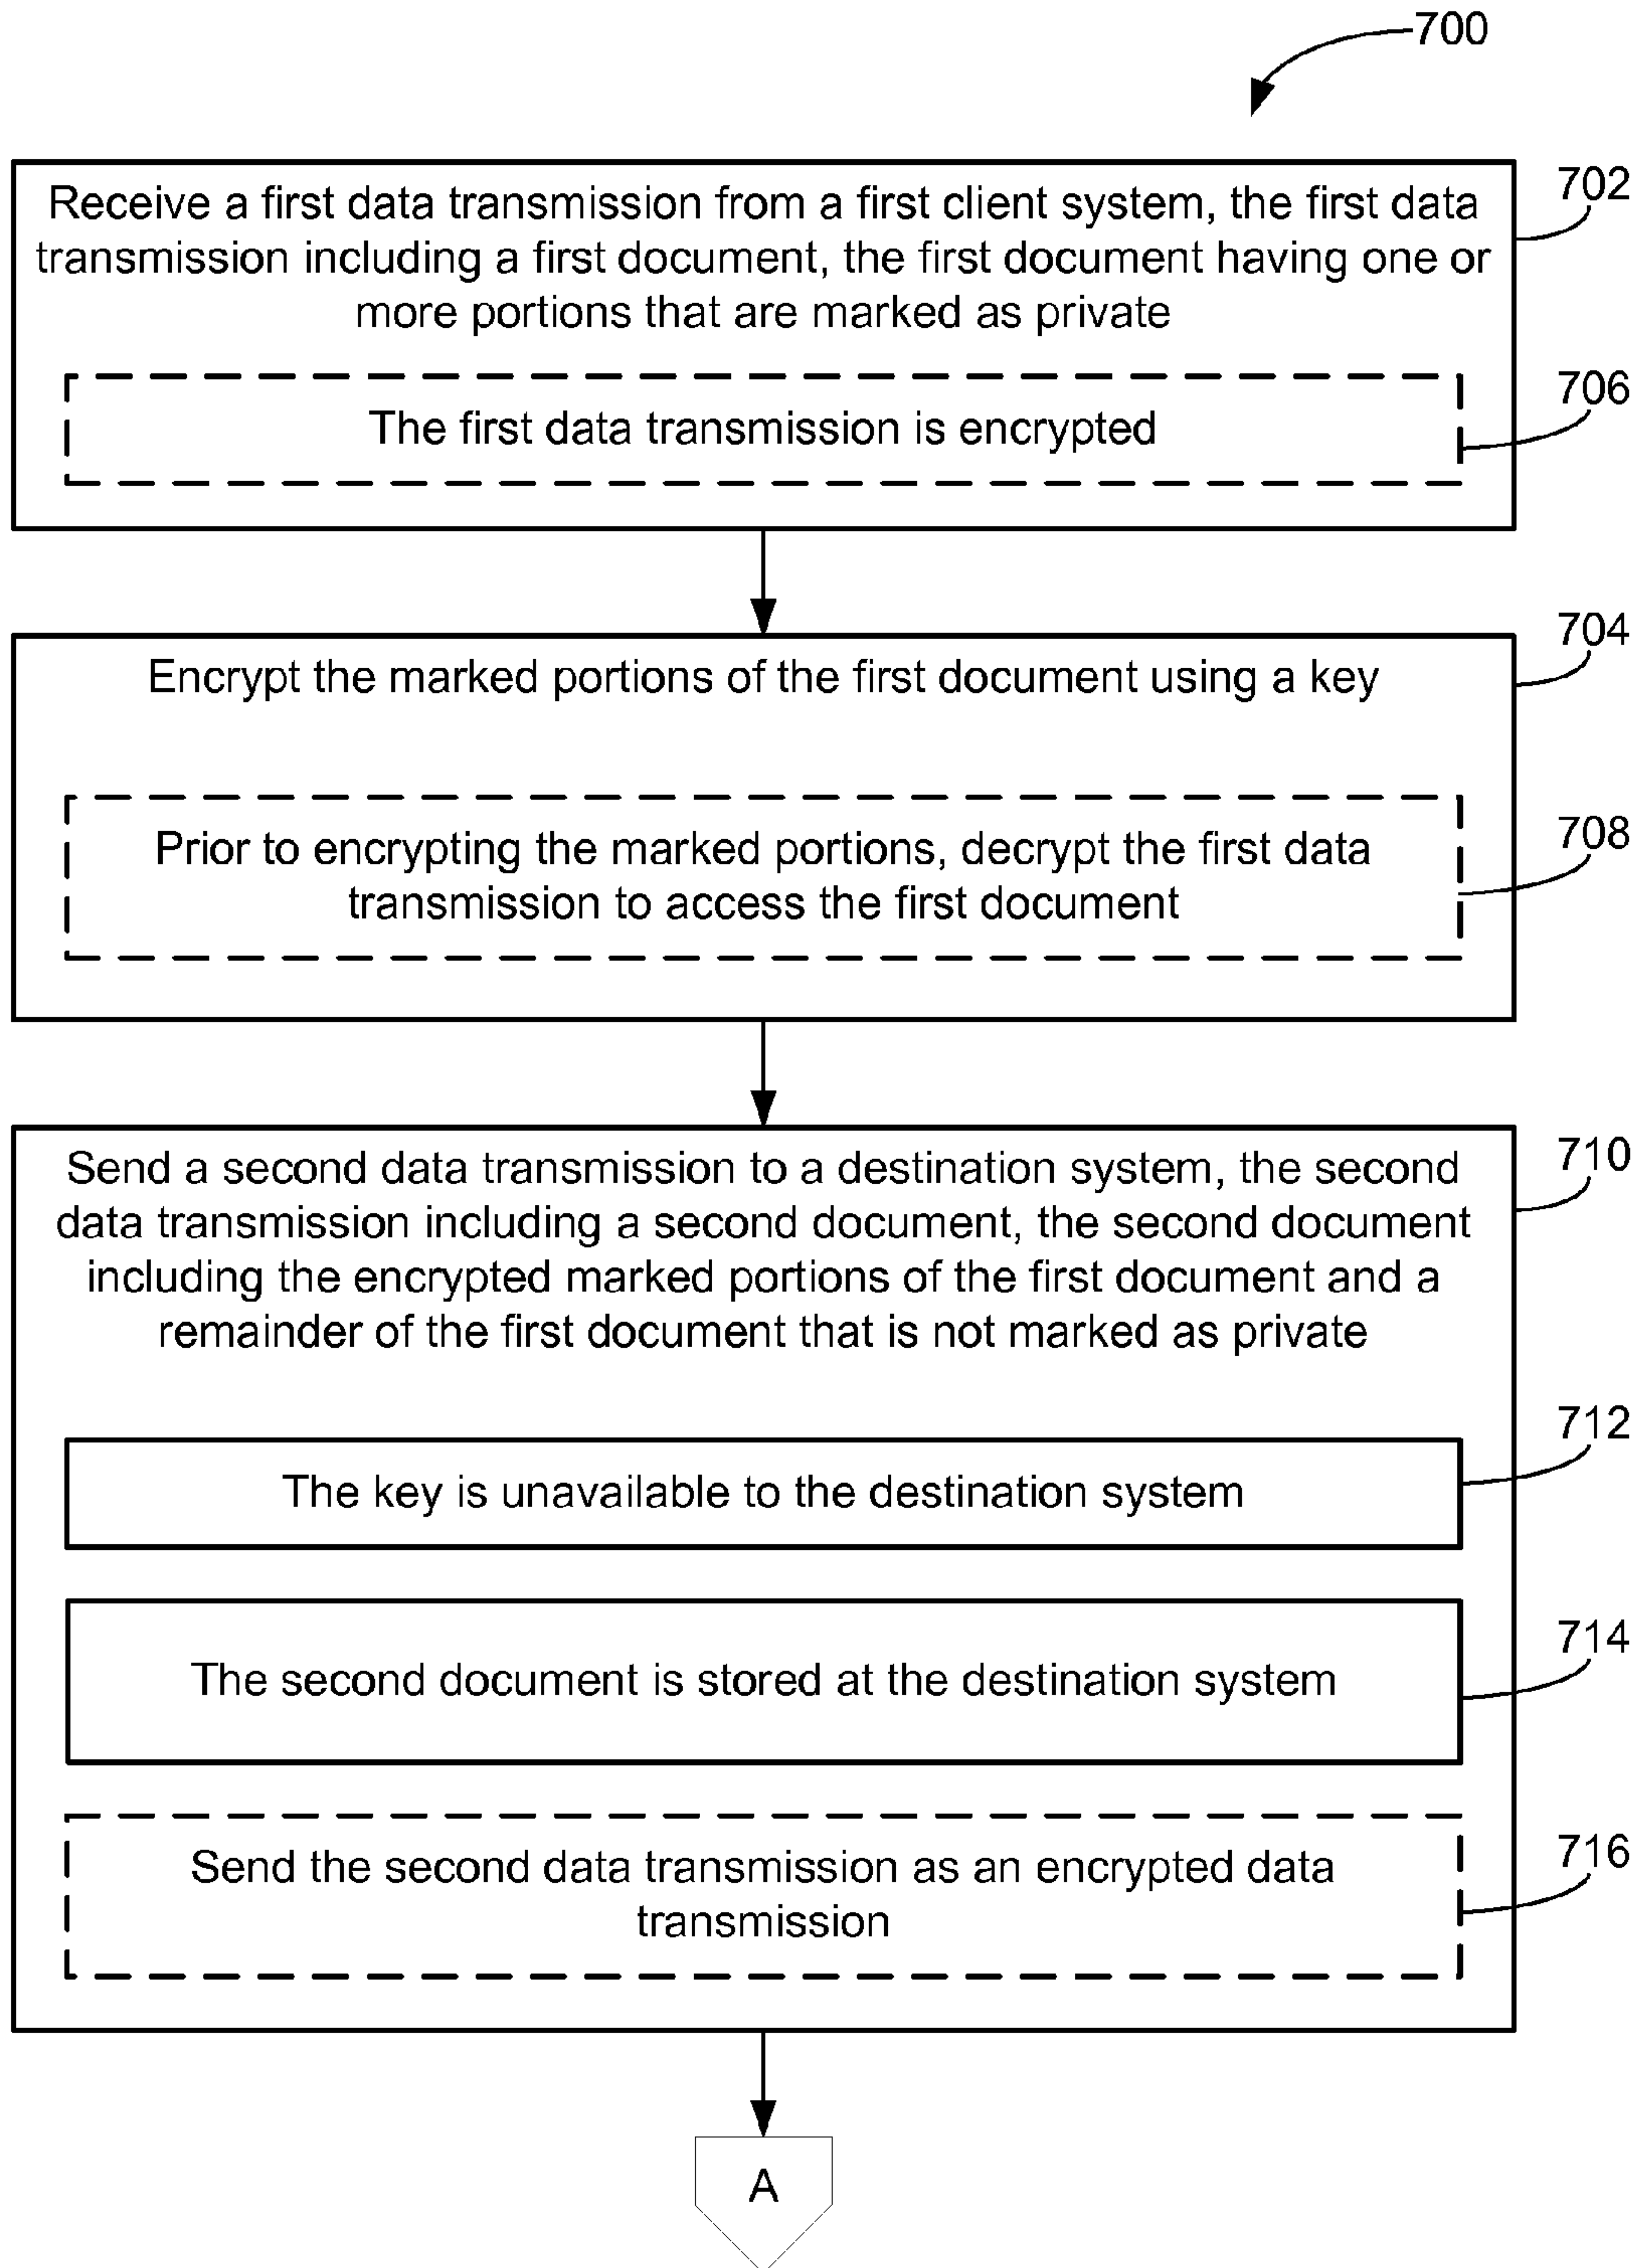 700
702
Receive a first data transmission from a first client system, the first data
transmission including a first document, the first document having one or
more portions that are marked as private
706
The first data transmission is encrypted
704
Encrypt the marked portions of the first document using a key
708
Prior to encrypting the marked portions, decrypt the first data
transmission to access the first document
710
Send a second data transmission to a destination system, the second
data transmission including a second document, the second document
including the encrypted marked portions of the first document and a
remainder of the first document that is not marked as private
712
The key is unavailable to the destination system
714
The second document is stored at the destination system
716
Send the second data transmission as an encrypted data
transmission
A